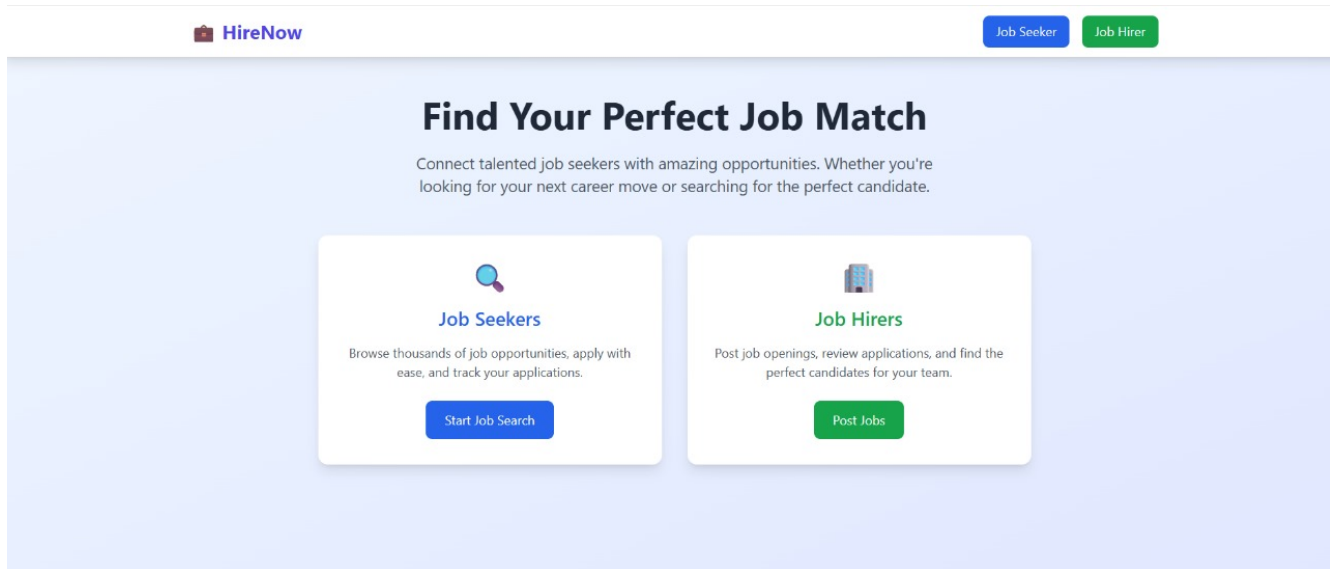 HireNow
Job Seeker
Job Hirer
Find Your Perfect Job Match
Connect talented job seekers with amazing opportunities. Whether you're
looking for your next career move or searching for the perfect candidate.
Job Seekers
Browse thousands of job opportunities, apply with
ease, and track your applications.
Start Job Search
Job Hirers
Post job openings, review applications, and find the
perfect candidates for your team.
Post Jobs